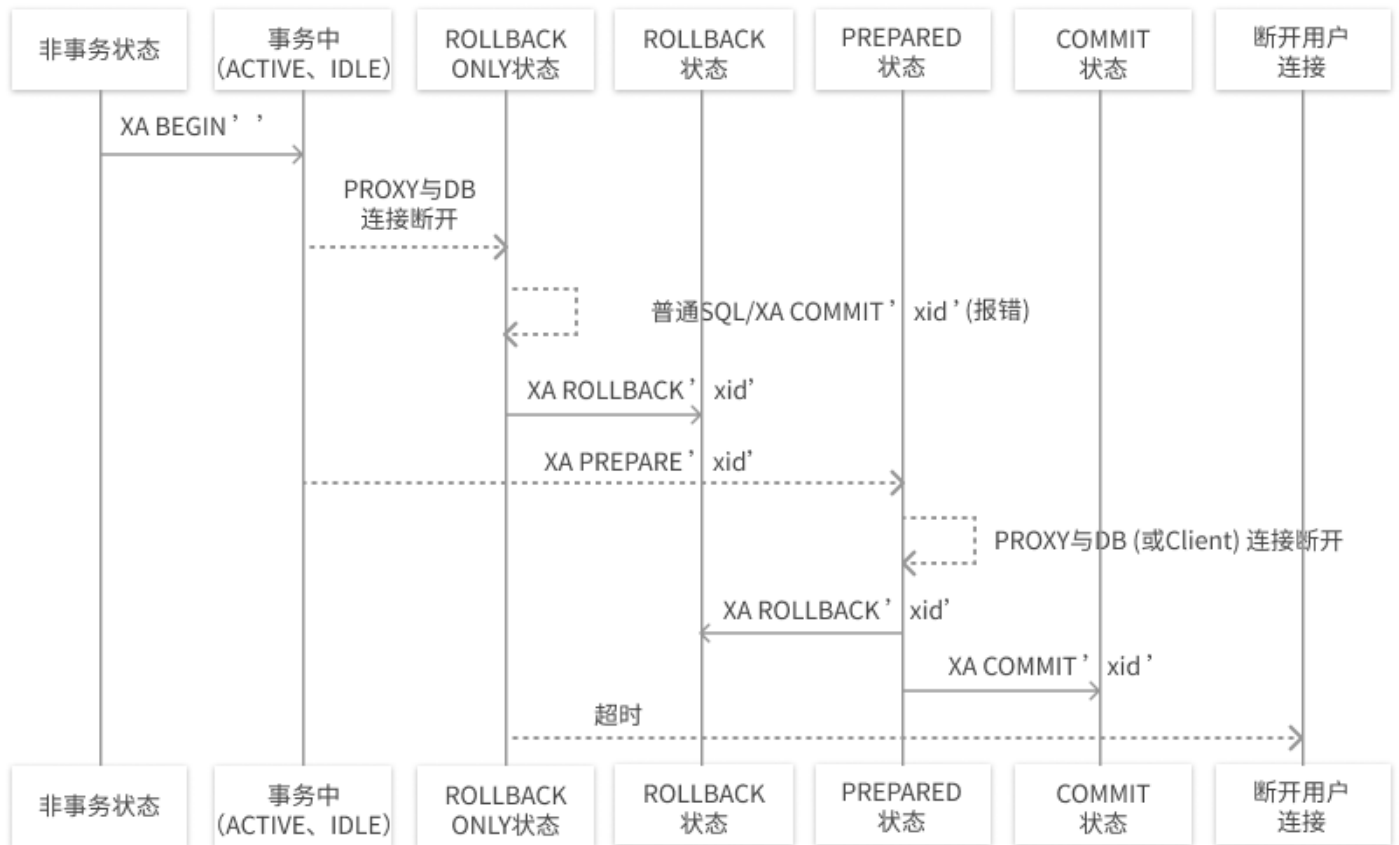 非事务状态
事务中
（ACTIVE、IDLE）
ROLLBACK
ONLY状态
ROLLBACK
状态
PREPARED
状态
COMMIT
状态
断开用户
连接
XA BEGIN’ ’
PROXY与DB
连接断开
普通SQL/XA COMMIT’ xid’(报错)
XA ROLLBACK’ xid’
XA PREPARE’ xid’
PROXY与DB (或Client) 连接断开
XA ROLLBACK’ xid’
XA COMMIT’ xid’
超时
非事务状态
事务中
（ACTIVE、IDLE）
ROLLBACK
ONLY状态
ROLLBACK
状态
PREPARED
状态
COMMIT
状态
断开用户
连接